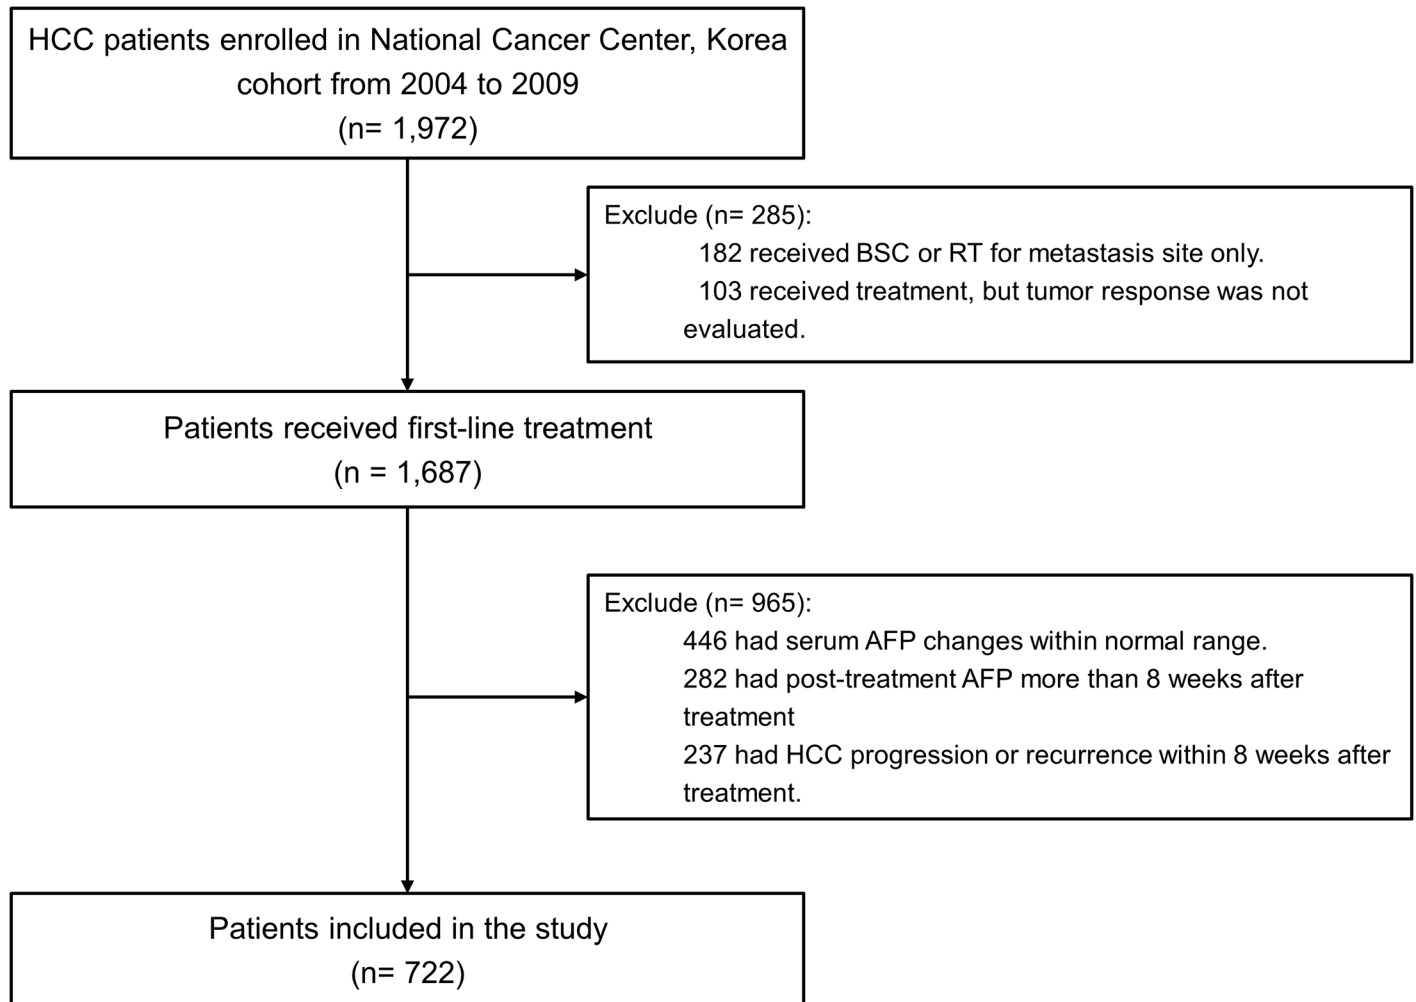 HCC patients enrolled in National Cancer Center, Korea
cohort from 2004 to 2009
(n= 1,972)
Exclude (n= 285):
182 received BSC or RT for metastasis site only.
103 received treatment, but tumor response was not
evaluated.
Patients received first-line treatment
(n = 1,687)
Exclude (n= 965):
446 had serum AFP changes within normal range.
282 had post-treatment AFP more than 8 weeks after
treatment
237 had HCC progression or recurrence within 8 weeks after
treatment.
Patients included in the study
(n= 722)